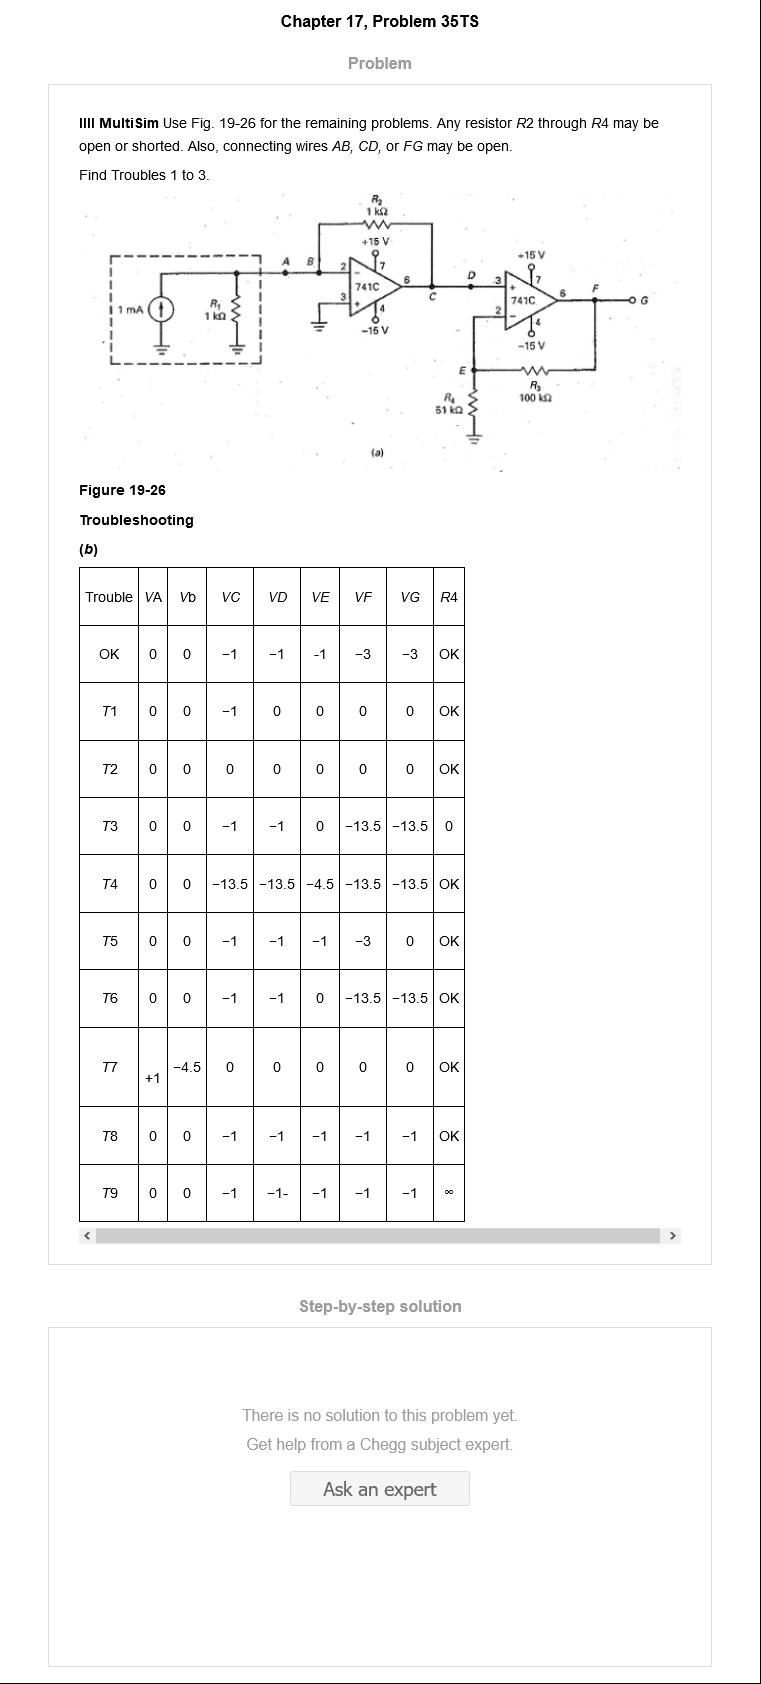 Chapter 17, Problem 35TS
Problem
IIII MultiSim Use Fig. 19-26 for the remaining problems. Any resistor R2 through R4 may be
open or shorted. Also, connecting wires AB, CD, or FG may be open.
Find Troubles 1 to 3.
R₂
1 kΩ
+15 V
+15 V
A B 2 7
741C 6
3 4
C
D 3 7
741C 6
2 4
F
G
1 mA
R₁
1 kΩ
−15 V
−15 V
E
R₃
100 kΩ
R₄
51 kΩ
(a)
Figure 19-26
Troubleshooting
(b)
Trouble VA Vb VC VD VE VF VG R4
OK 0 0 −1 −1 -1 −3 −3 OK
T1 0 0 −1 0 0 0 0 OK
T2 0 0 0 0 0 0 0 OK
T3 0 0 −1 −1 0 −13.5 −13.5 0
T4 0 0 −13.5 −13.5 −4.5 −13.5 −13.5 OK
T5 0 0 −1 −1 −1 −3 0 OK
T6 0 0 −1 −1 0 −13.5 −13.5 OK
T7 +1 −4.5 0 0 0 0 0 OK
T8 0 0 −1 −1 −1 −1 −1 OK
T9 0 0 −1 −1- −1 −1 −1 ∞
Step-by-step solution
There is no solution to this problem yet.
Get help from a Chegg subject expert.
Ask an expert